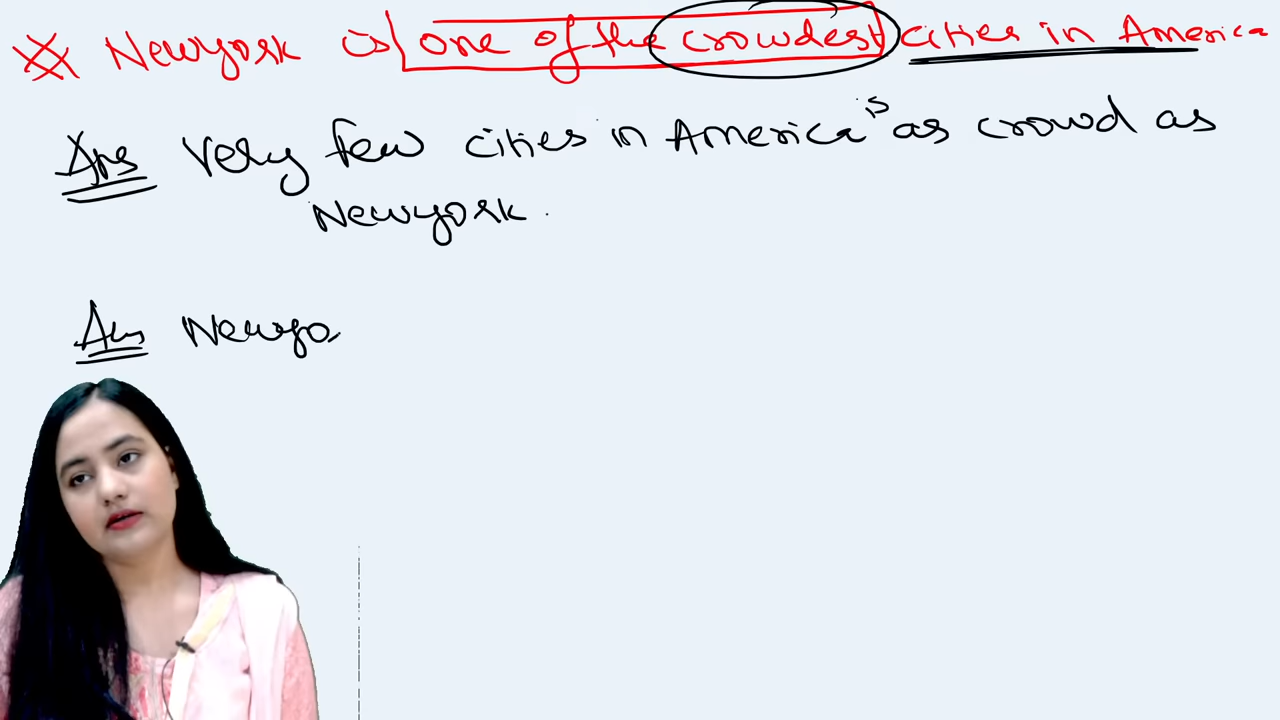 Newyork is one of the crowdest cities in America
Ans Very few cities in America is as crowd as
Newyork.
Ans Newyo